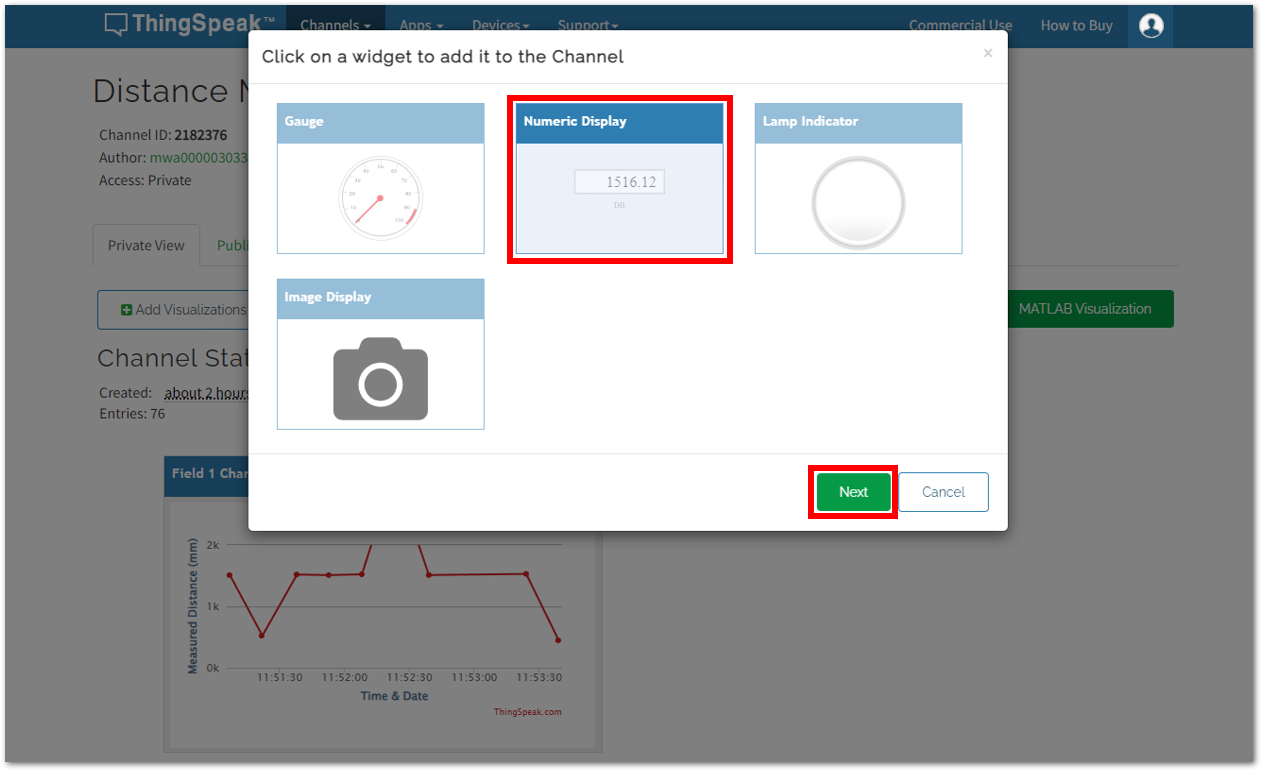 ThingSpeak™
Channels
Apps
Devices
Support
Commercial Use
How to Buy
Click on a widget to add it to the Channel
×
Distance
Channel ID: 2182376
Author: mwa000003033
Access: Private
Private View
Publi
Add Visualizations
MATLAB Visualization
Channel Stat
Created: about 2 hours
Entries: 76
Gauge
Numeric Display
1516.12
DB
Lamp Indicator
Image Display
Next
Cancel
Field 1 Char
Measured Distance (mm)
2k
1k
0k
11:51:30 11:52:00 11:52:30 11:53:00 11:53:30
Time & Date
ThingSpeak.com